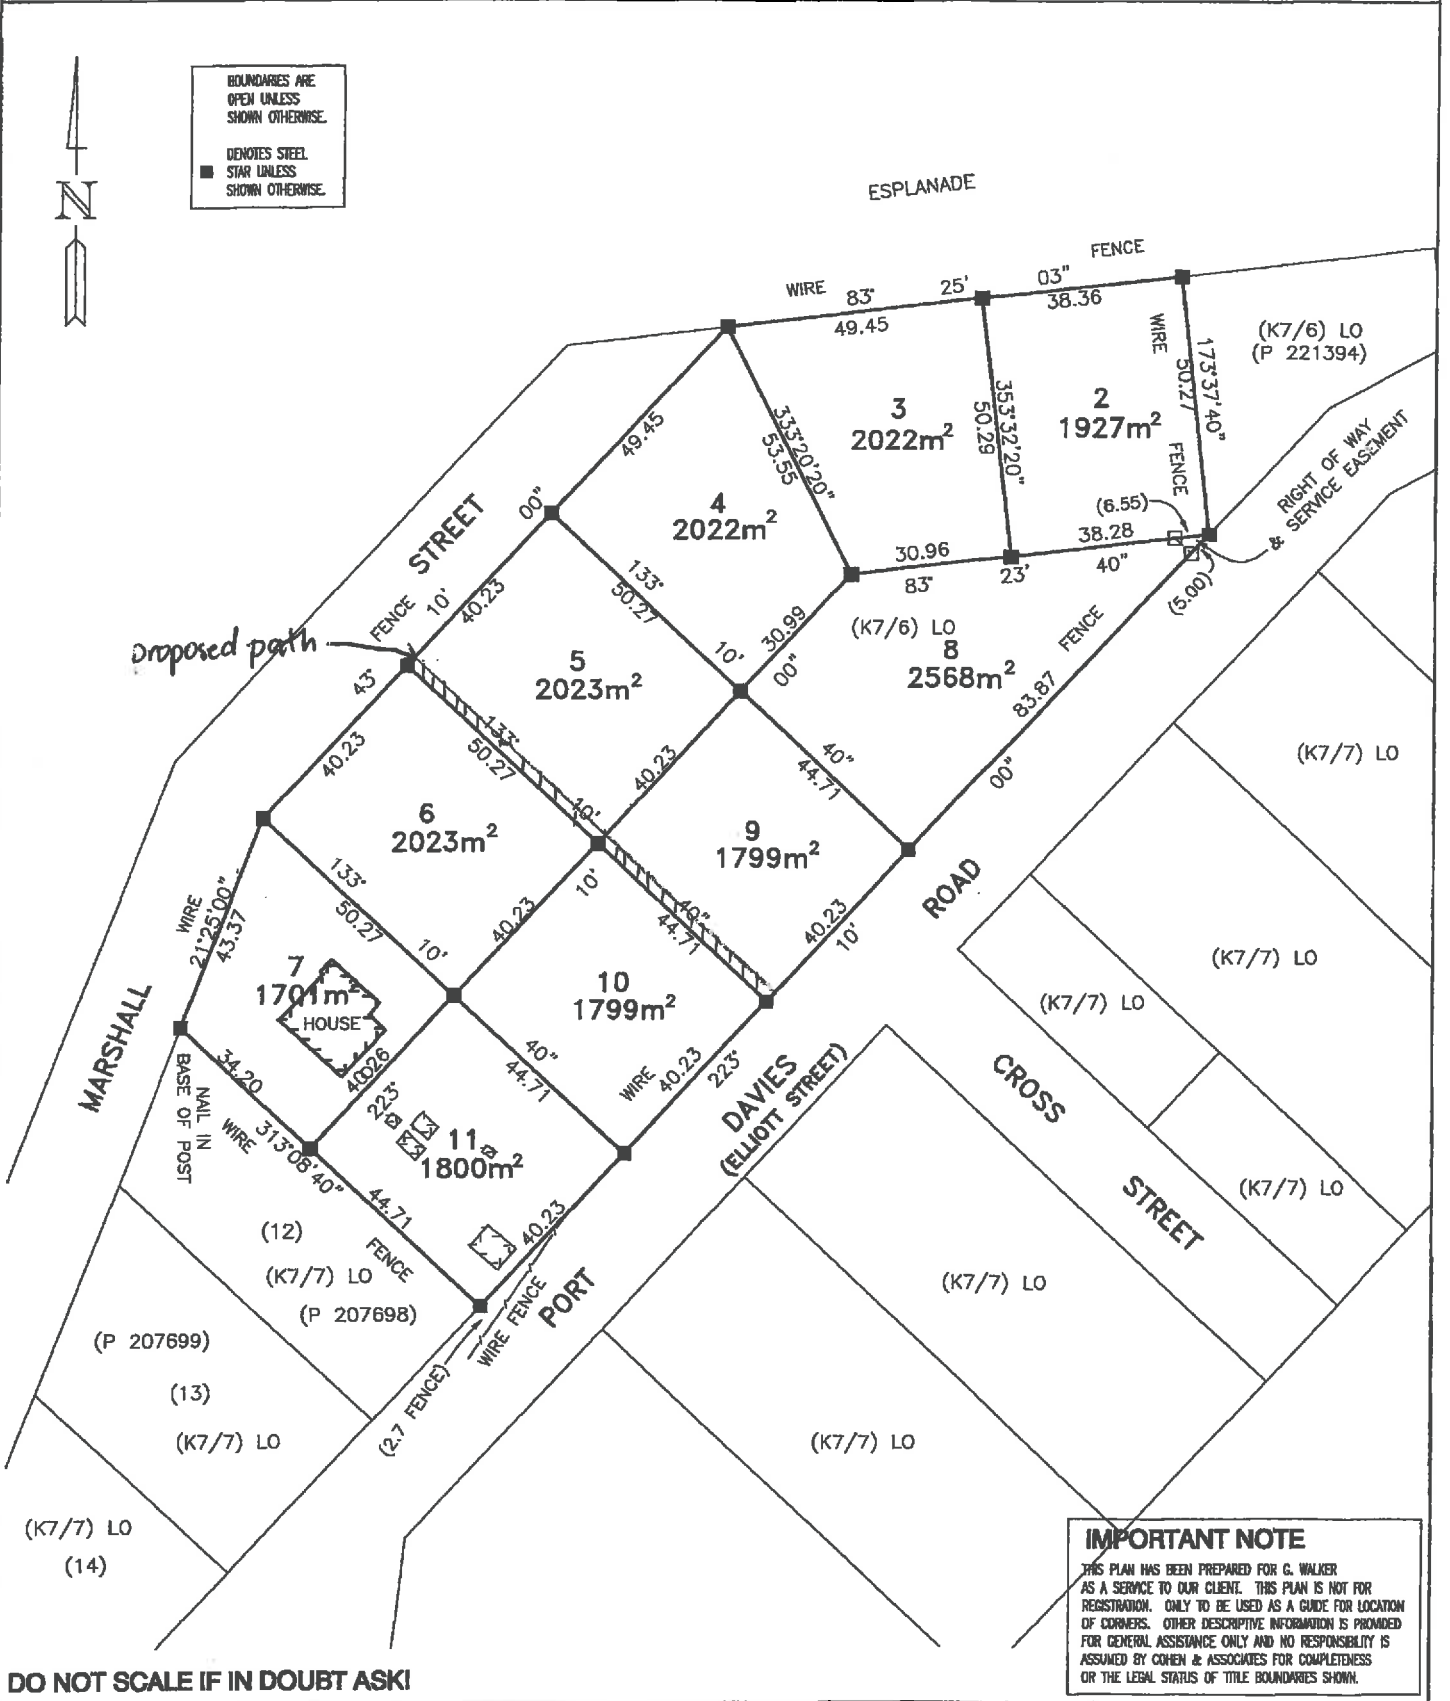 BOUNDARIES ARE
OPEN UNLESS
SHOWN OTHERWISE.
DENOTES STEEL
STAR UNLESS
SHOWN OTHERWISE.
N
ESPLANADE
WIRE FENCE
83° 25' 03"
49.45
38.36
(K7/6) LO
(P 221394)
WIRE FENCE
173°37'40"
50.27
2
1927m²
3
2022m²
353°32'20"
50.29
333°20'20"
53.55
4
2022m²
49.45
RIGHT OF WAY
& SERVICE EASEMENT
(6.55)
(5.00)
38.28
30.96
83° 23' 40"
STREET
00"
10'
40.23
FENCE
43°
133° 10'
50.27
30.99
00"
(K7/6) LO
8
2568m²
FENCE
83.87
00"
Proposed path
5
2023m²
133° 10'
50.27
40.23
40"
44.71
(K7/7) LO
40.23
6
2023m²
9
1799m²
133° 10'
50.27
40.23
10'
40"
44.71
40.23
10'
ROAD
WIRE
21°25'00"
43.37
7
1701m²
HOUSE
10
1799m²
(K7/7) LO
(K7/7) LO
MARSHALL
NAIL IN
BASE OF POST
34.20
WIRE
313°08'40"
223°
40"
44.71
WIRE
40.23
223°
DAVIES
(ELLIOTT STREET)
CROSS
STREET
(K7/7) LO
11
1800m²
44.71
FENCE
40.23
WIRE FENCE
PORT
(2.7 FENCE)
(12)
(K7/7) LO
(P 207698)
(P 207699)
(13)
(K7/7) LO
(K7/7) LO
(K7/7) LO
(K7/7) LO
(14)
IMPORTANT NOTE
THIS PLAN HAS BEEN PREPARED FOR G. WALKER
AS A SERVICE TO OUR CLIENT. THIS PLAN IS NOT FOR
REGISTRATION. ONLY TO BE USED AS A GUIDE FOR LOCATION
OF CORNERS. OTHER DESCRIPTIVE INFORMATION IS PROVIDED
FOR GENERAL ASSISTANCE ONLY AND NO RESPONSIBILITY IS
ASSUMED BY COHEN & ASSOCIATES FOR COMPLETENESS
OR THE LEGAL STATUS OF TITLE BOUNDARIES SHOWN.
DO NOT SCALE IF IN DOUBT ASK!